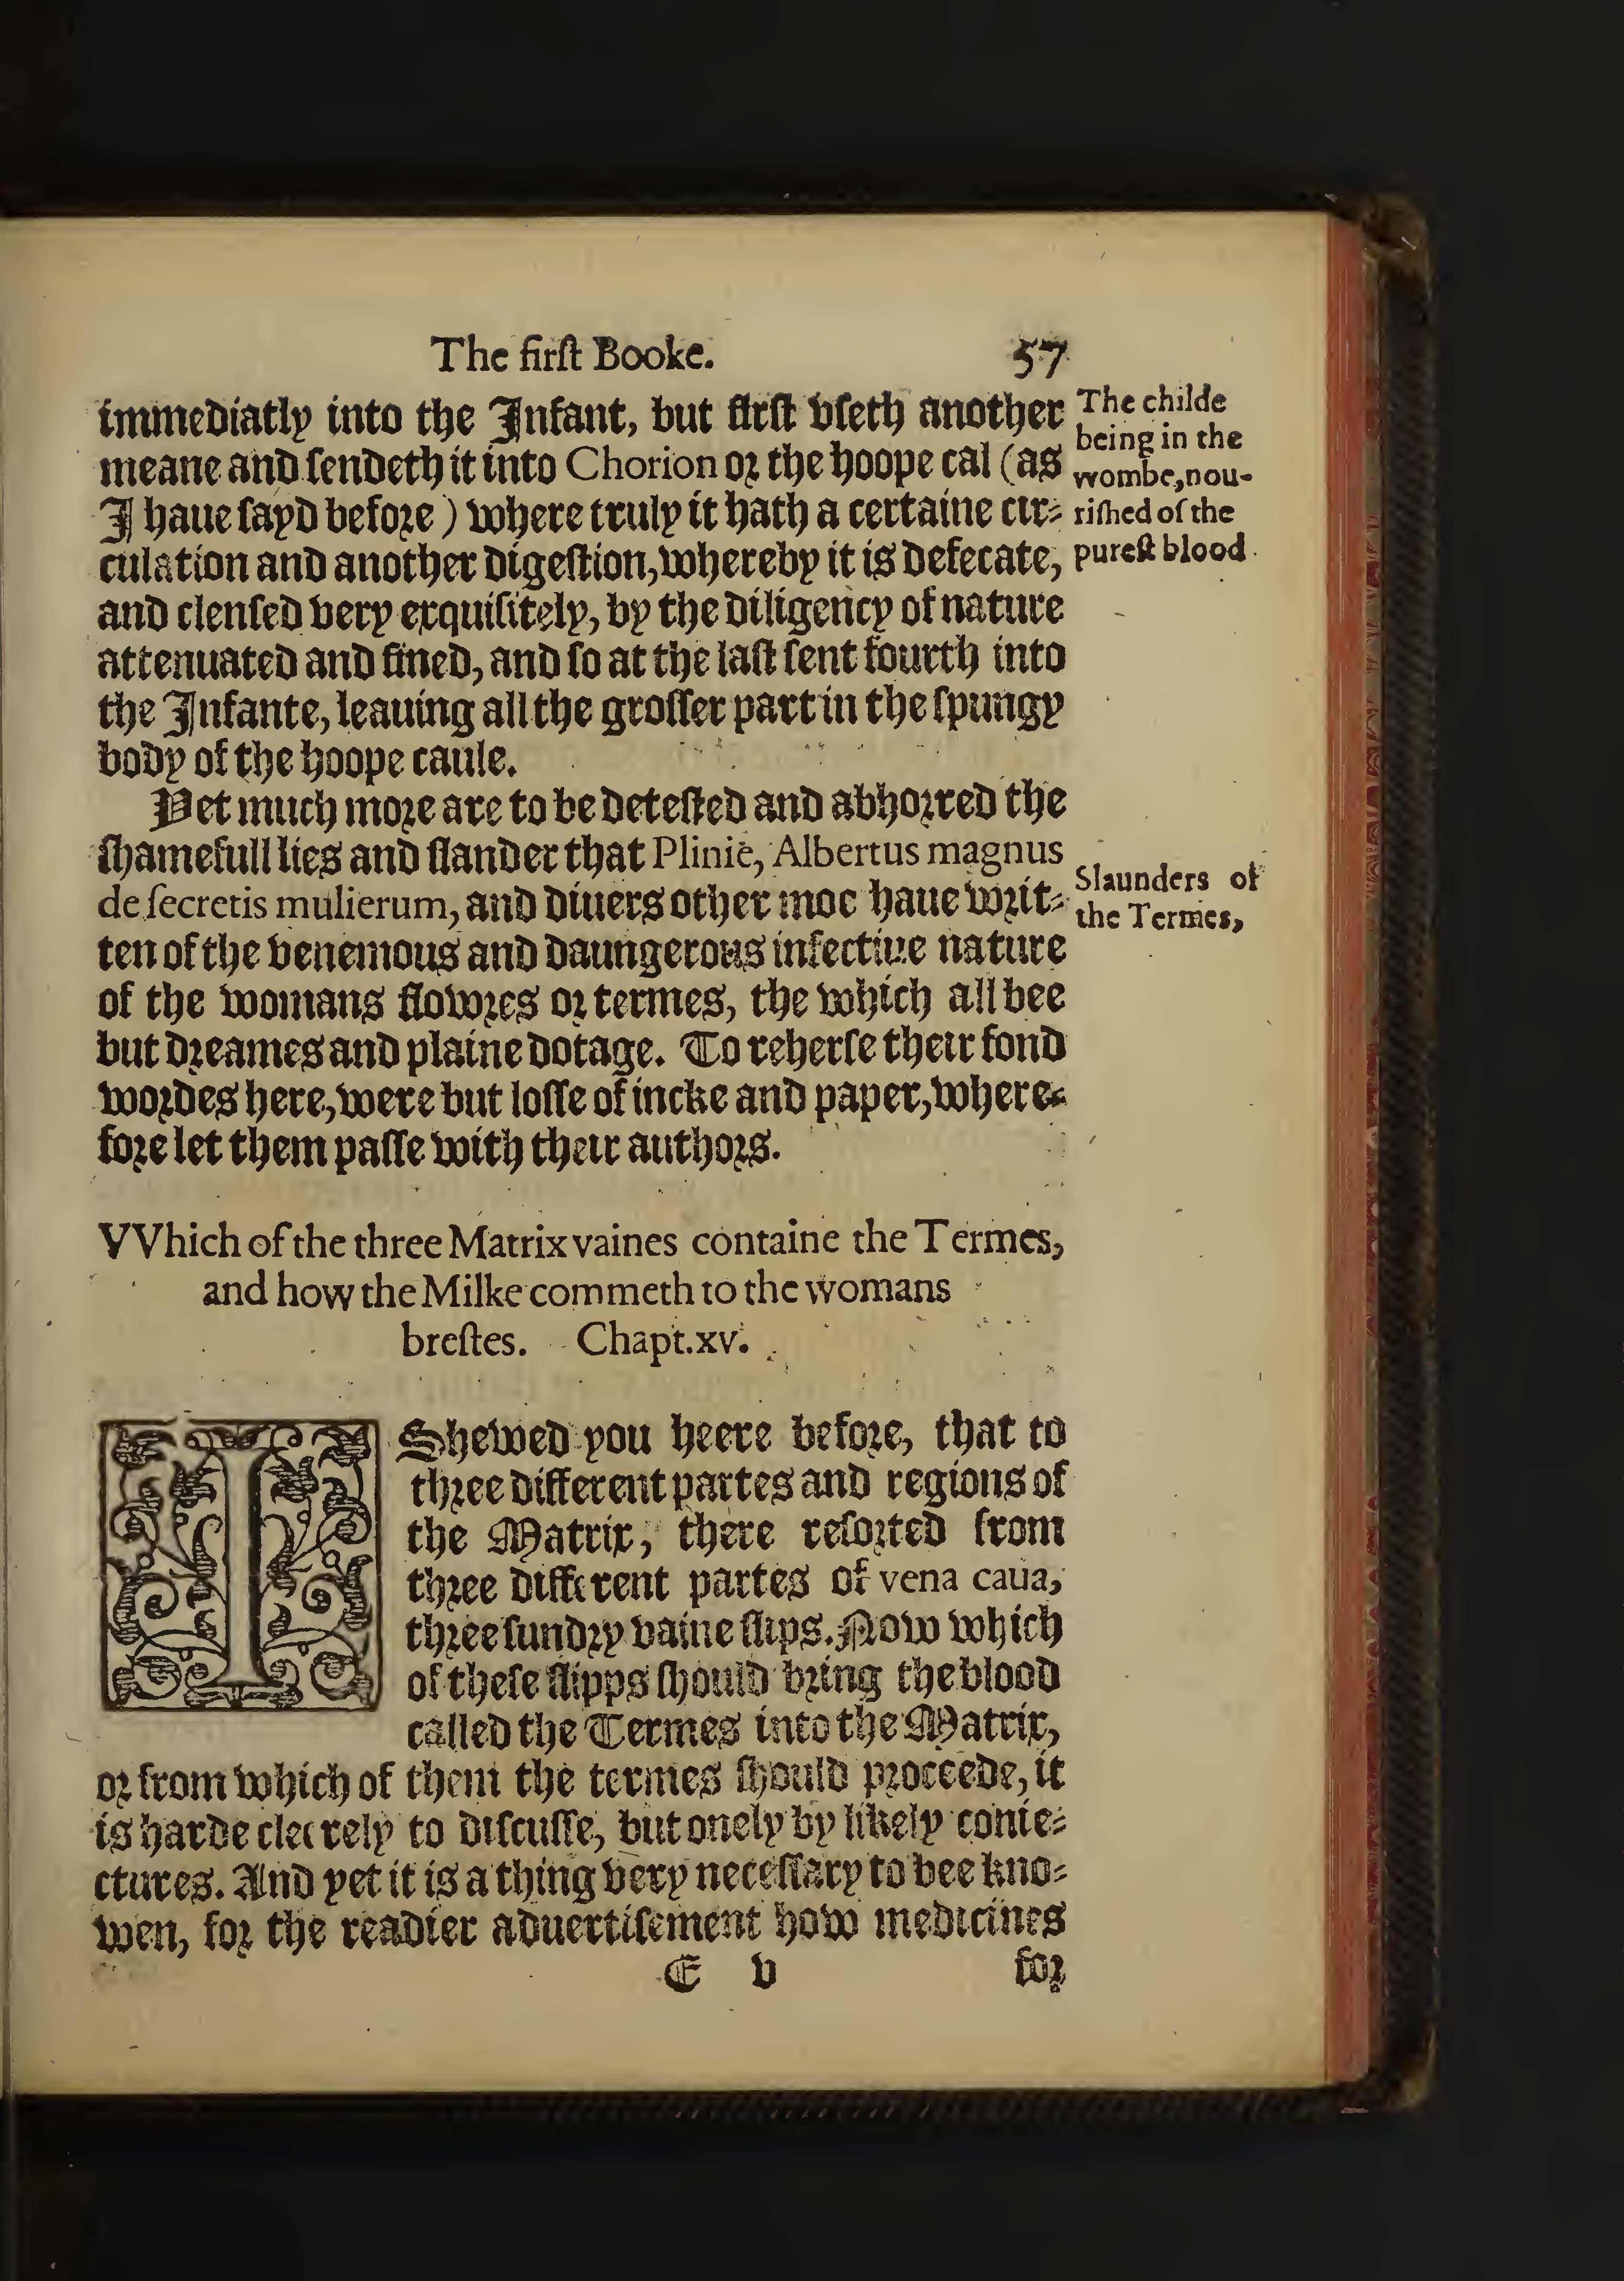 The firſt Booke. 57
immediatly into the Infant, but firſt vſeth another
meane and ſendeth it into Chorion or the hoope cal (as
I haue ſayd before) where truly it hath a certaine cir-
culation and another digeſtion, whereby it is defecate,
and clenſed very exquiſitely, by the diligency of nature
attenuated and fined, and ſo at the laſt ſent fourth into
the Infante, leauing all the groſſer part in the ſpungy
body of the hoope caule.
The childe
being in the
wombe, nou-
riſhed of the
pureſt blood.
Yet much more are to be deteſted and abhorred the
ſhamefull lies and ſlander that Plinie, Albertus magnus
de ſecretis mulierum, and diuers other moe haue writ-
ten of the venemous and daungerous infectiue nature
of the womans flowres or termes, the which all bee
but dreames and plaine dotage. To reherſe their fond
wordes here, were but loſſe of incke and paper, where-
fore let them paſſe with their authors.
Slaunders of
the Termes,
VVhich of the three Matrix vaines containe the Termes,
and how the Milke commeth to the womans
breſtes. Chapt. xv.
I Shewed you heere before, that to
three different partes and regions of
the Matrix, there reſorted from
three different partes of vena caua,
three ſundry vaine ſlips. Now which
of theſe ſlipps ſhould bring the blood
called the Termes into the Matrix,
or from which of them the termes ſhould proceede, it
is harde cleerely to diſcuſſe, but onely by likely conie-
ctures. And yet it is a thing very neceſſary to bee kno-
wen, for the readier aduertiſement how medicines
E v for